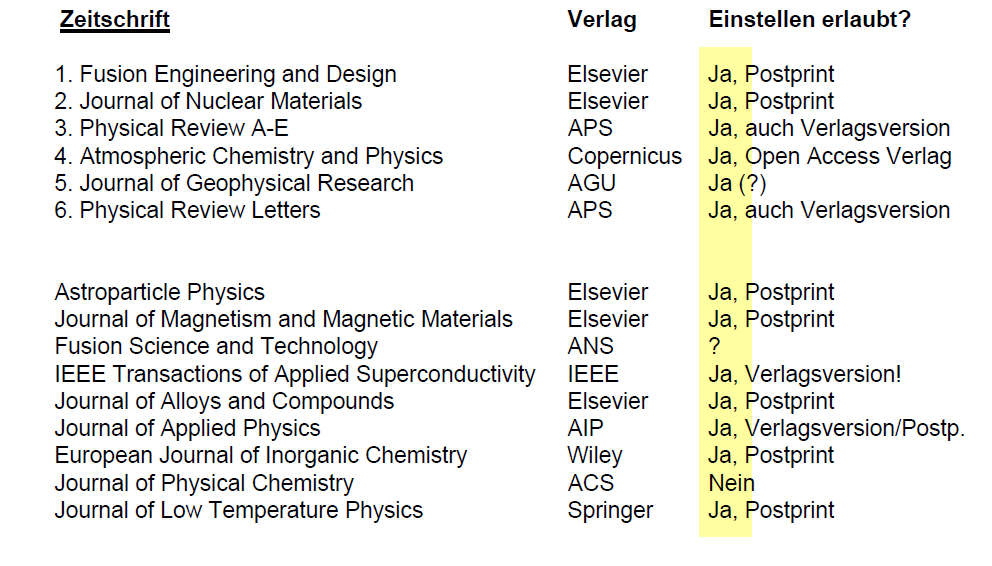 Zeitschrift Verlag Einstellen erlaubt?
1. Fusion Engineering and Design Elsevier Ja, Postprint
2. Journal of Nuclear Materials Elsevier Ja, Postprint
3. Physical Review A-E APS Ja, auch Verlagsversion
4. Atmospheric Chemistry and Physics Copernicus Ja, Open Access Verlag
5. Journal of Geophysical Research AGU Ja (?)
6. Physical Review Letters APS Ja, auch Verlagsversion
Astroparticle Physics Elsevier Ja, Postprint
Journal of Magnetism and Magnetic Materials Elsevier Ja, Postprint
Fusion Science and Technology ANS ?
IEEE Transactions of Applied Superconductivity IEEE Ja, Verlagsversion!
Journal of Alloys and Compounds Elsevier Ja, Postprint
Journal of Applied Physics AIP Ja, Verlagsversion/Postp.
European Journal of Inorganic Chemistry Wiley Ja, Postprint
Journal of Physical Chemistry ACS Nein
Journal of Low Temperature Physics Springer Ja, Postprint